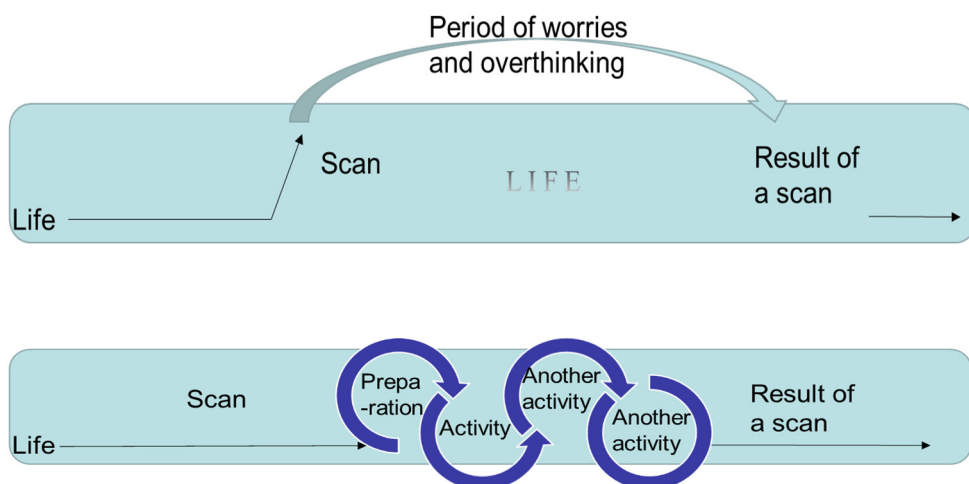 Period of worries
and overthinking
Scan
LIFE
Result of
a scan
Life
Scan
Prepa
-ration
Activity
Another
activity
Another
activity
Result of
a scan
Life